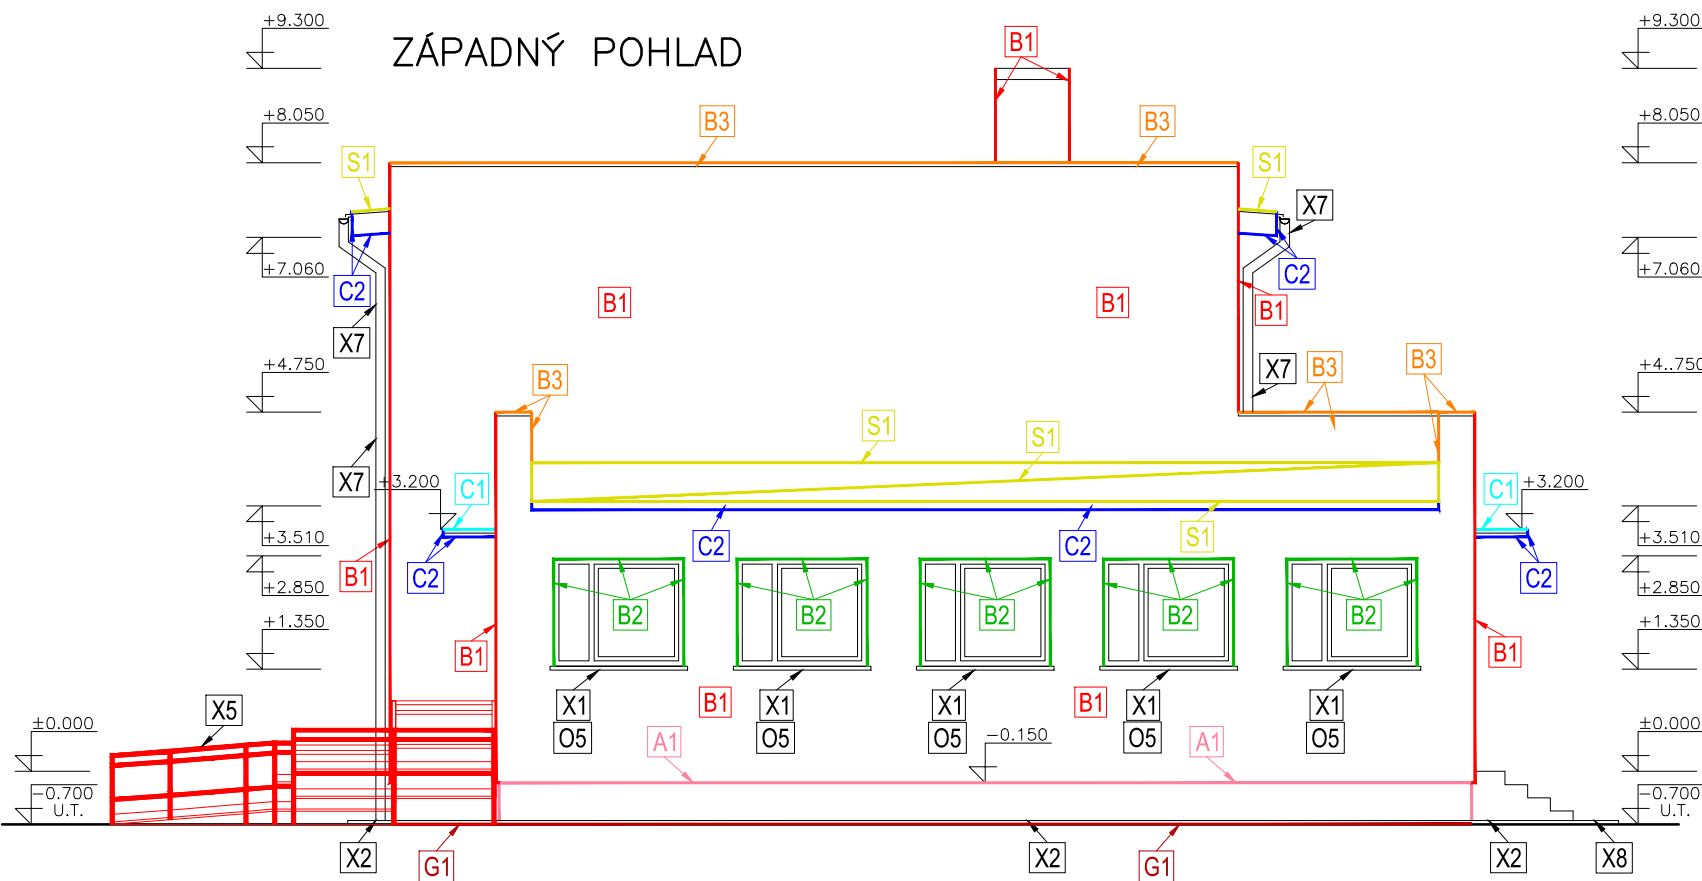 +9.300
ZÁPADNÝ POHLAD
B1
+9.300
+8.050
B3
B3
+8.050
S1
S1
X7
+7.060
C2
C2
+7.060
B1
B1
B1
X7
+4.750
B3
X7
B3
B3
+4..750
S1
S1
X7
+3.200
C1
C1
+3.200
+3.510
C2
C2
S1
+3.510
B1
C2
C2
+2.850
B2
B2
B2
B2
B2
+2.850
+1.350
B1
B1
+1.350
X1
X1
X1
X1
X1
B1
B1
X5
O5
O5
O5
O5
O5
±0.000
A1
−0.150
A1
±0.000
−0.700
U.T.
−0.700
U.T.
X2
G1
X2
G1
X2
X8